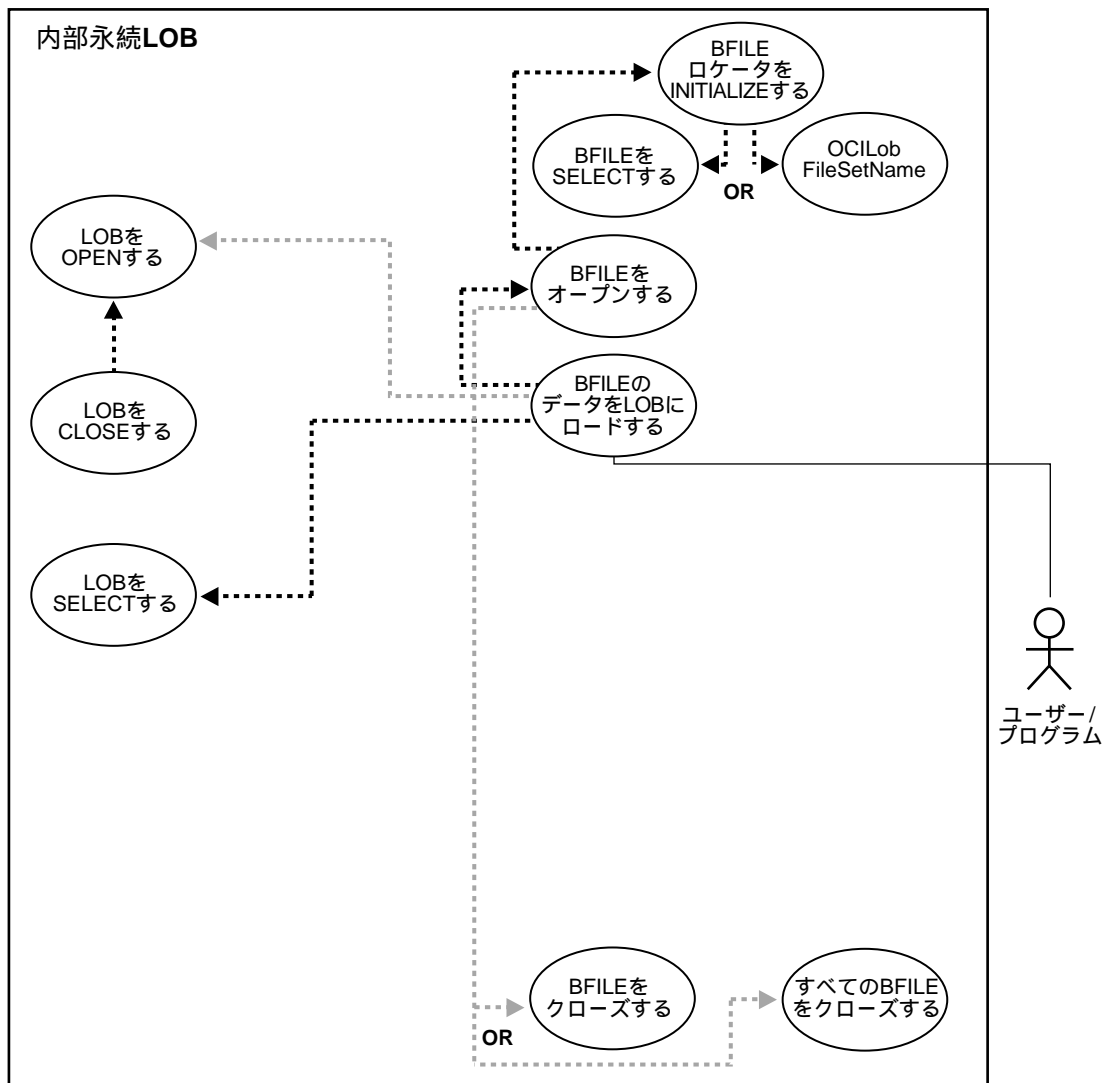 内部永続LOB
BFILE
ロケータを
INITIALIZEする
BFILEを
SELECTする
OR
OCILob
FileSetName
LOBを
OPENする
BFILEを
オープンする
LOBを
CLOSEする
BFILEの
データをLOBに
ロードする
LOBを
SELECTする
ユーザー/
プログラム
BFILEを
クローズする
OR
すべてのBFILE
をクローズする